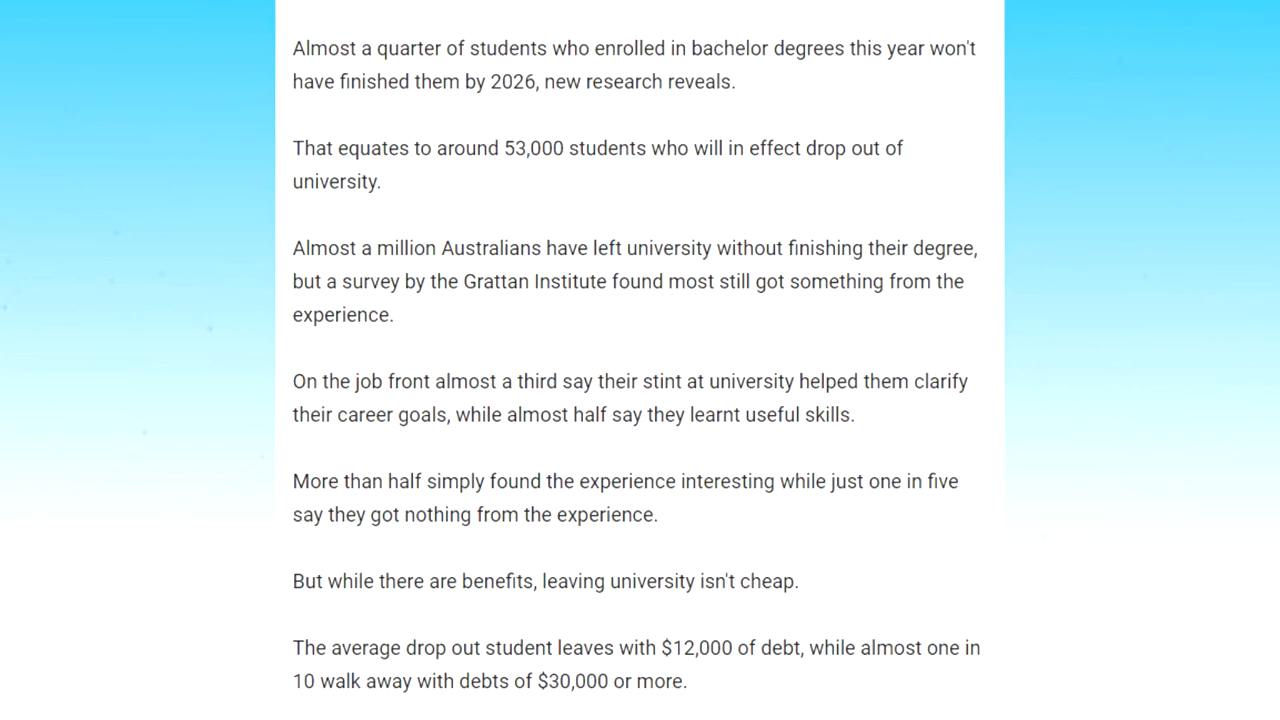 Almost a quarter of students who enrolled in bachelor degrees this year won't
have finished them by 2026, new research reveals.
That equates to around 53,000 students who will in effect drop out of
university.
Almost a million Australians have left university without finishing their degree,
but a survey by the Grattan Institute found most still got something from the
experience.
On the job front almost a third say their stint at university helped them clarify
their career goals, while almost half say they learnt useful skills.
More than half simply found the experience interesting while just one in five
say they got nothing from the experience.
But while there are benefits, leaving university isn't cheap.
The average drop out student leaves with $12,000 of debt, while almost one in
10 walk away with debts of $30,000 or more.